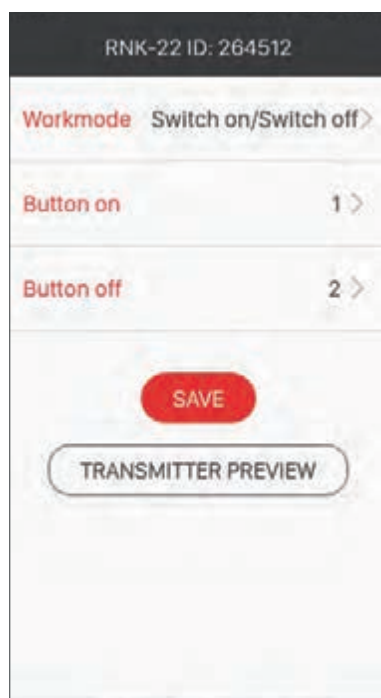 RNK-22 ID: 264512
Workmode Switch on/Switch off >
Button on 1 >
Button off 2 >
SAVE
TRANSMITTER PREVIEW